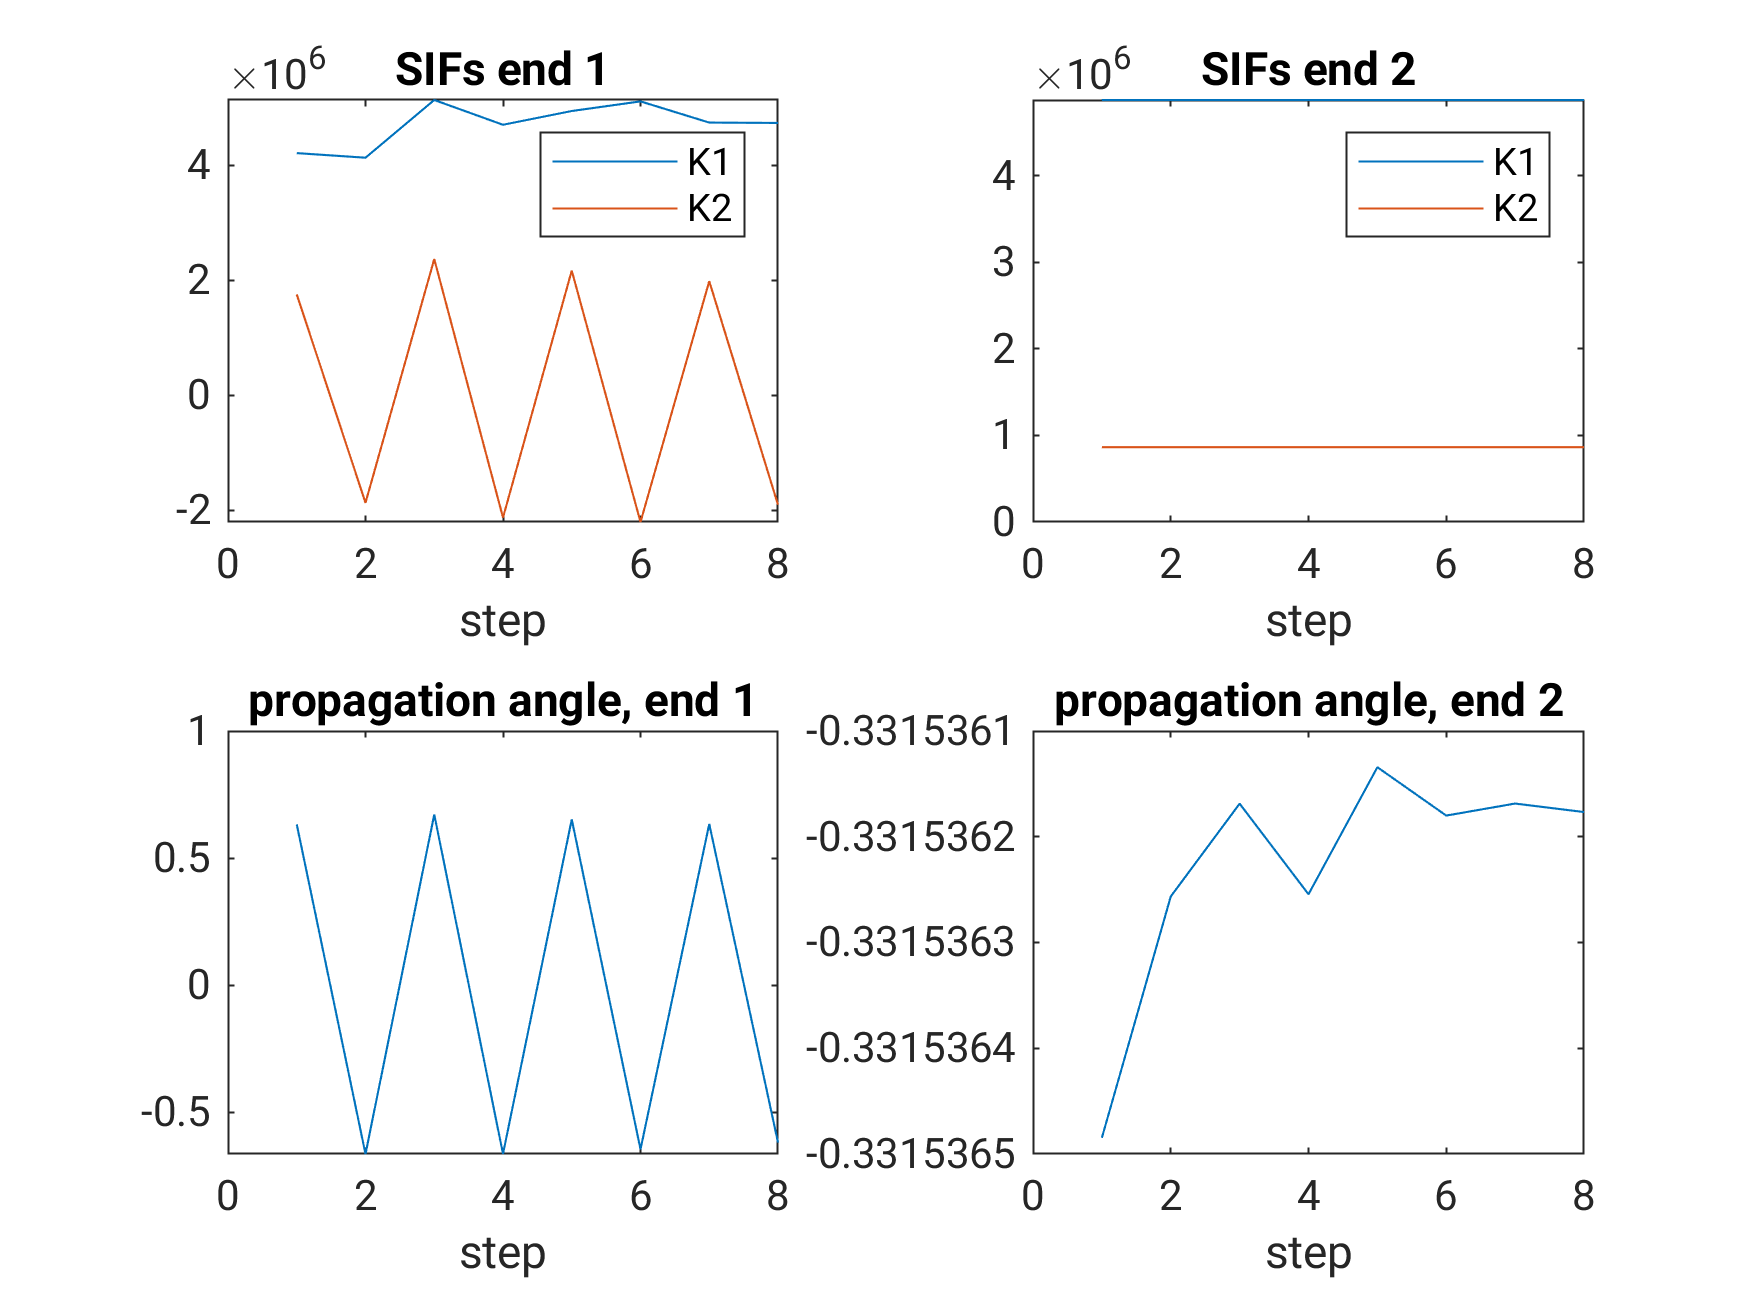 ×10^6
SIFs end 1
4
2
0
-2
K1
K2
0 2 4 6 8
step
×10^6
SIFs end 2
4
3
2
1
0
K1
K2
0 2 4 6 8
step
propagation angle, end 1
1
0.5
0
-0.5
0 2 4 6 8
step
propagation angle, end 2
-0.3315361
-0.3315362
-0.3315363
-0.3315364
-0.3315365
0 2 4 6 8
step